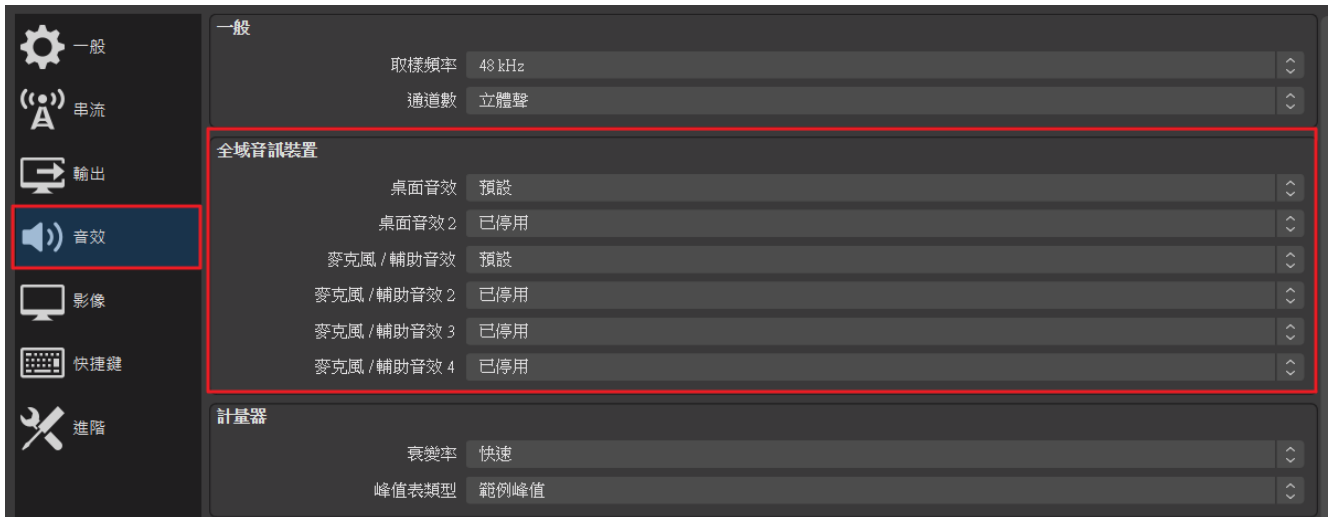 一般
串流
輸出
音效
影像
快捷鍵
進階
一般
取樣頻率 48 kHz
通道數 立體聲
全域音訊裝置
桌面音效 預設
桌面音效 2 已停用
麥克風 / 輔助音效 預設
麥克風 / 輔助音效 2 已停用
麥克風 / 輔助音效 3 已停用
麥克風 / 輔助音效 4 已停用
計量器
衰變率 快速
峰值表類型 範例峰值